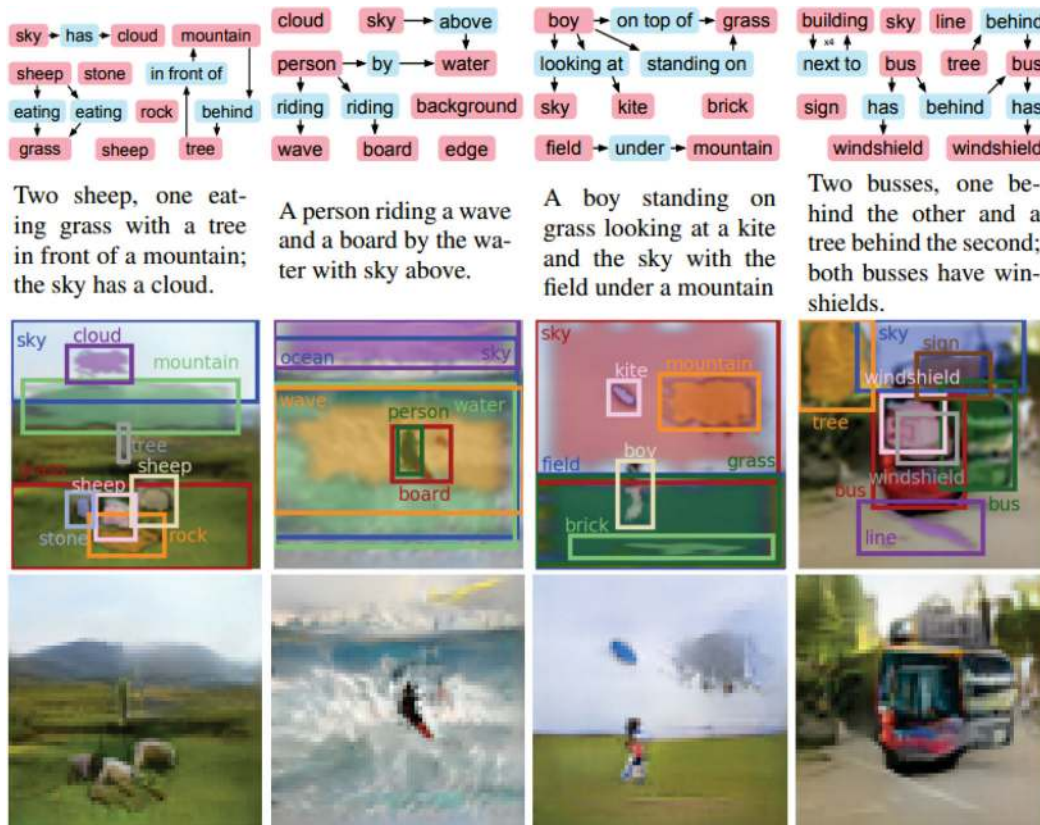 sky has cloud mountain
sheep stone in front of
eating eating rock behind
grass sheep tree
cloud sky above
person by water
riding riding background
wave board edge
boy on top of grass
looking at standing on
sky kite brick
field under mountain
building sky line behind
x4
next to bus tree bus
sign has behind has
windshield windshield
Two sheep, one eat-
ing grass with a tree
in front of a mountain;
the sky has a cloud.
A person riding a wave
and a board by the wa-
ter with sky above.
A boy standing on
grass looking at a kite
and the sky with the
field under a mountain
Two busses, one be-
hind the other and a
tree behind the second;
both busses have win-
shields.
sky
cloud
mountain
tree
sheep
sheep
stone
rock
ocean
sky
wave
water
person
board
sky
kite
mountain
boy
field
grass
brick
sky
sign
windshield
tree
windshield
bus
bus
line